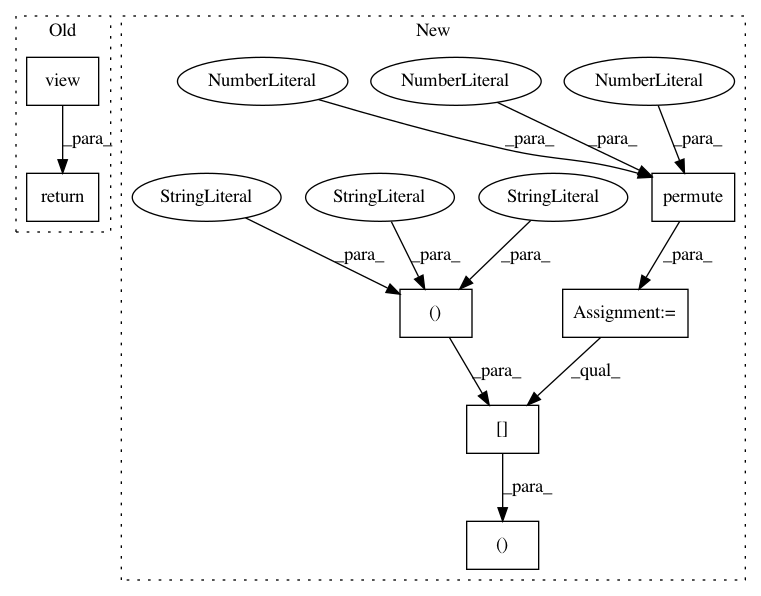 Old
New
view
NumberLiteral
NumberLiteral
NumberLiteral
_para_
_para_
_para_
_para_
return
StringLiteral
StringLiteral
StringLiteral
permute
_para_
_para_
_para_
_para_
()
Assignment:=
_para_
_qual_
[]
_para_
()